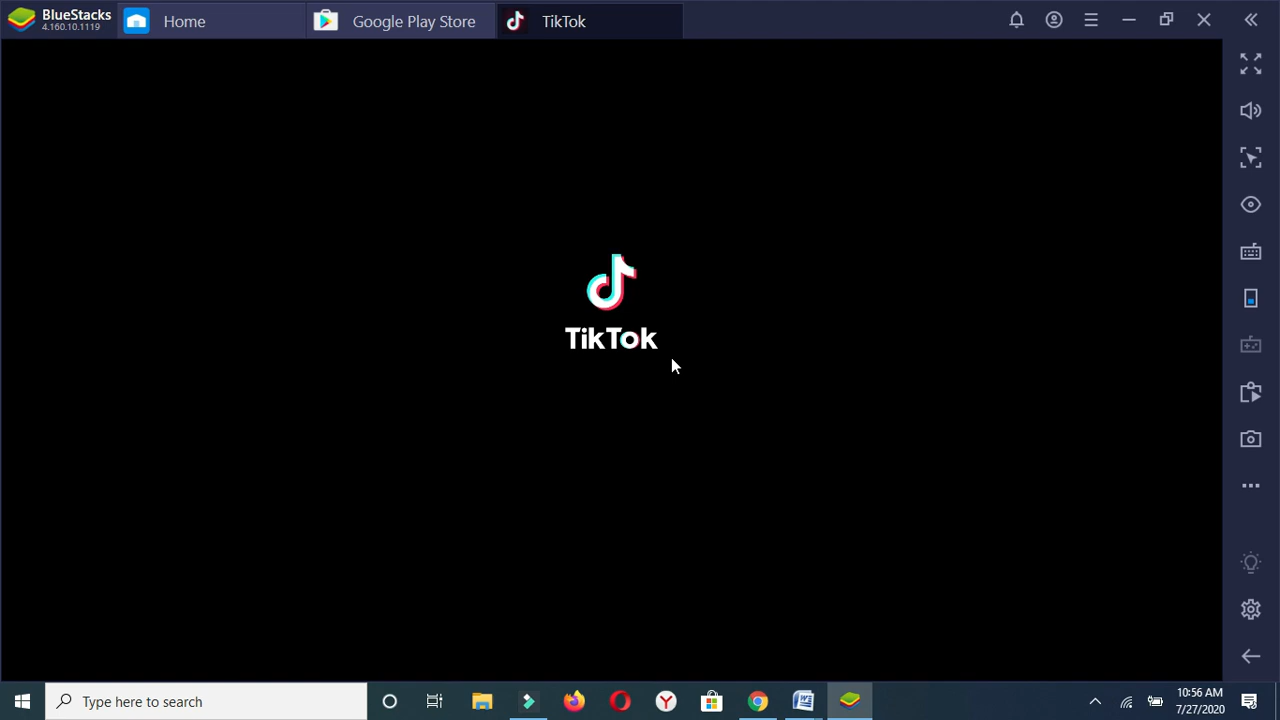 BlueStacks
4.160.10.1119
Home
Google Play Store
TikTok
TikTok
Type here to search
10:56 AM
7/27/2020